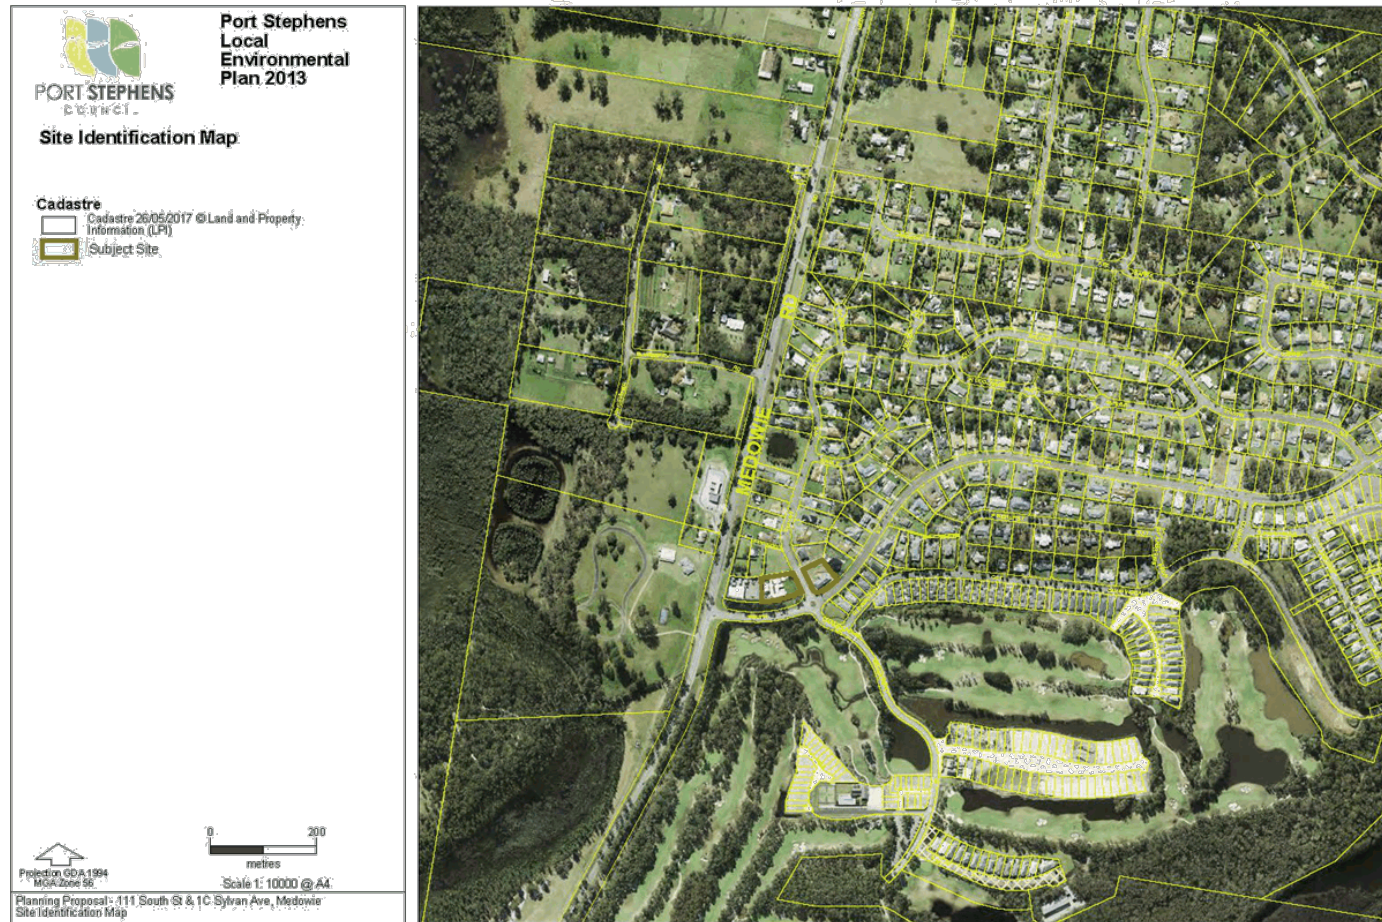 Port Stephens
Local
Environmental
Plan 2013
PORT STEPHENS
COUNCIL
Site Identification Map
Cadastre
Cadastre 26/05/2017 © Land and Property
Information (LPI)
Subject Site
MEDOWIE RD
0 200
metres
Projection GDA 1994
MGA Zone 56
Scale 1: 10000 @ A4
Planning Proposal - 411 South St & 1C Sylvan Ave, Medowie
Site Identification Map